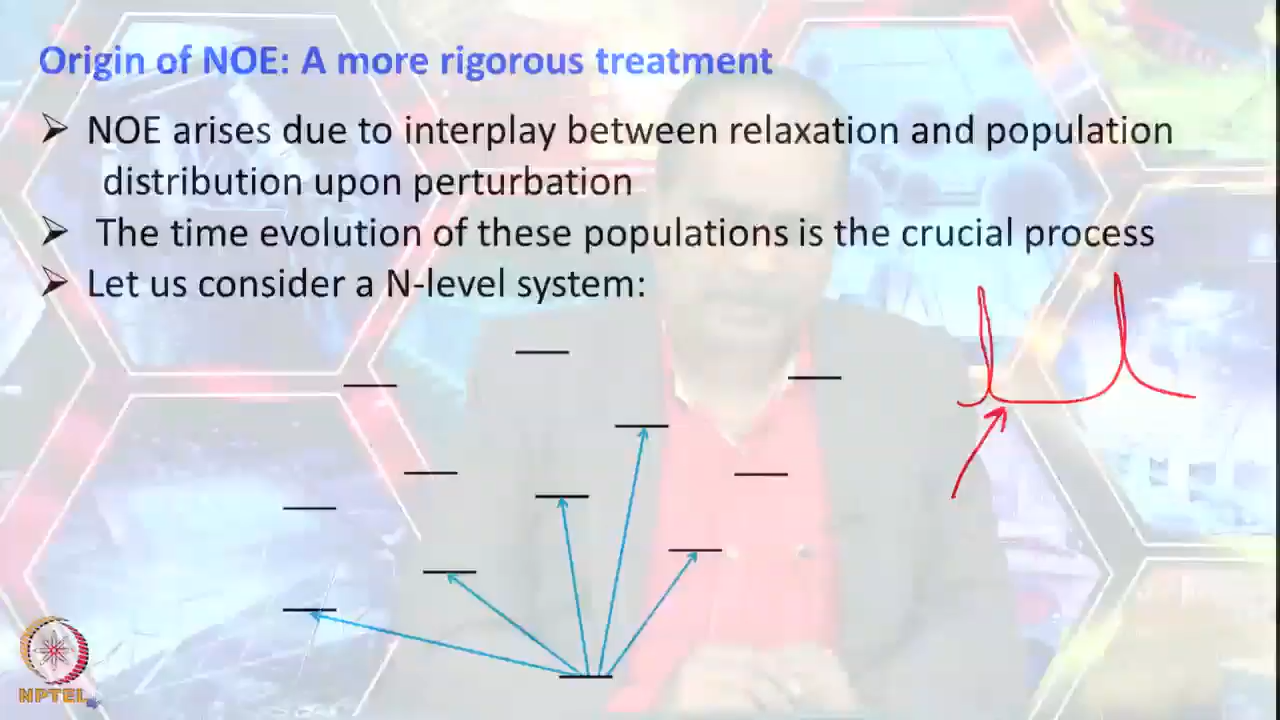 Origin of NOE: A more rigorous treatment
➢ NOE arises due to interplay between relaxation and population
distribution upon perturbation
➢ The time evolution of these populations is the crucial process
➢ Let us consider a N-level system:
NPTEL